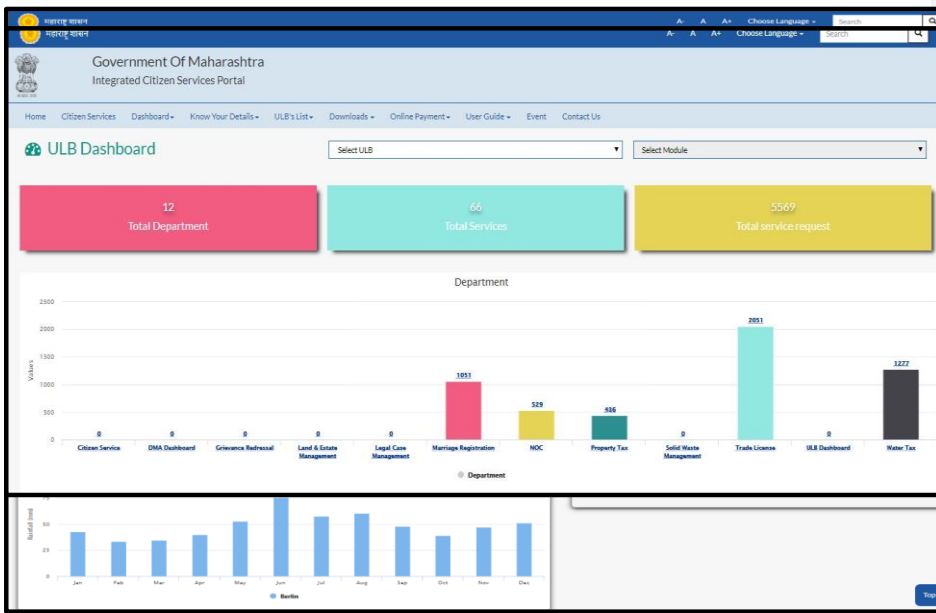 महाराष्ट्र शासन A- A A+ Choose Language Search
महाराष्ट्र शासन A- A A+ Choose Language Search
Government Of Maharashtra
Integrated Citizen Services Portal
Home Citizen Services Dashboard Know Your Details ULB's List Downloads Online Payment User Guide Event Contact Us
ULB Dashboard Select ULB Select Module
12 66 5569
Total Department Total Services Total service request
Department
2500
2000
1500
1000
500
0
Values
0 0 0 0 0 1051 529 436 0 2051 0 1277
Citizen Service DMA Dashboard Grievance Redressal Land & Estate Management Legal Case Management Marriage Registration NOC Property Tax Solid Waste Management Trade License ULB Dashboard Water Tax
Department
50
25
0
Rainfall (mm)
Jan Feb Mar Apr May Jun Jul Aug Sep Oct Nov Dec
Berlin
Top